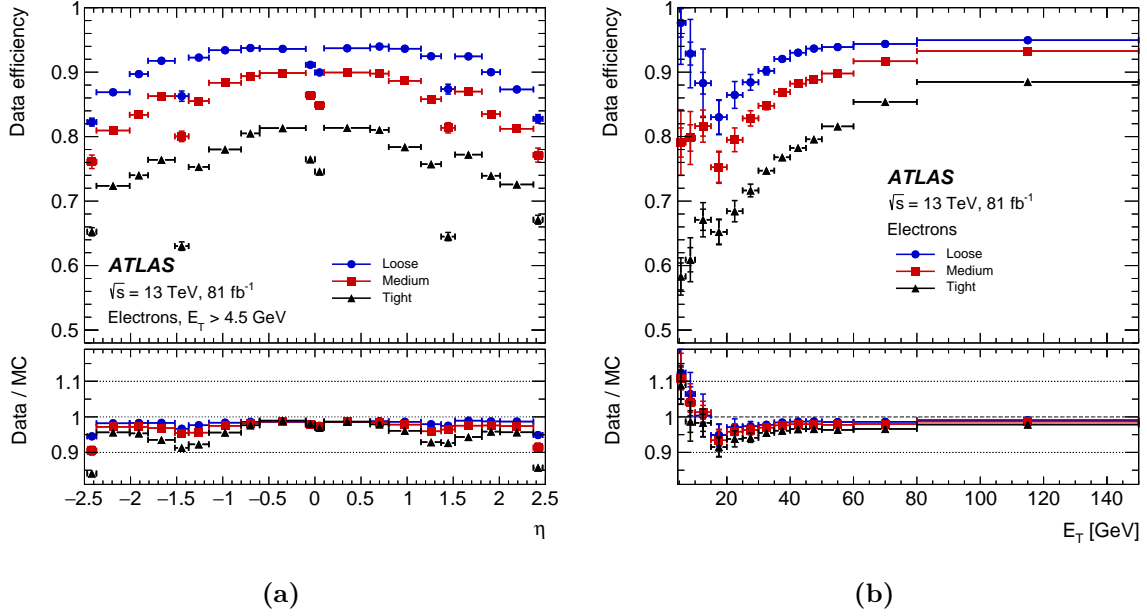 Data efficiency
1
0.9
0.8
0.7
0.6
0.5
ATLAS
√s = 13 TeV, 81 fb⁻¹
Electrons, E_T > 4.5 GeV
Loose
Medium
Tight
Data / MC
1.1
1
0.9
−2.5 −2 −1.5 −1 −0.5 0 0.5 1 1.5 2 2.5
η
(a)
Data efficiency
1
0.9
0.8
0.7
0.6
0.5
ATLAS
√s = 13 TeV, 81 fb⁻¹
Electrons
Loose
Medium
Tight
Data / MC
1.1
1
0.9
20 40 60 80 100 120 140
E_T [GeV]
(b)